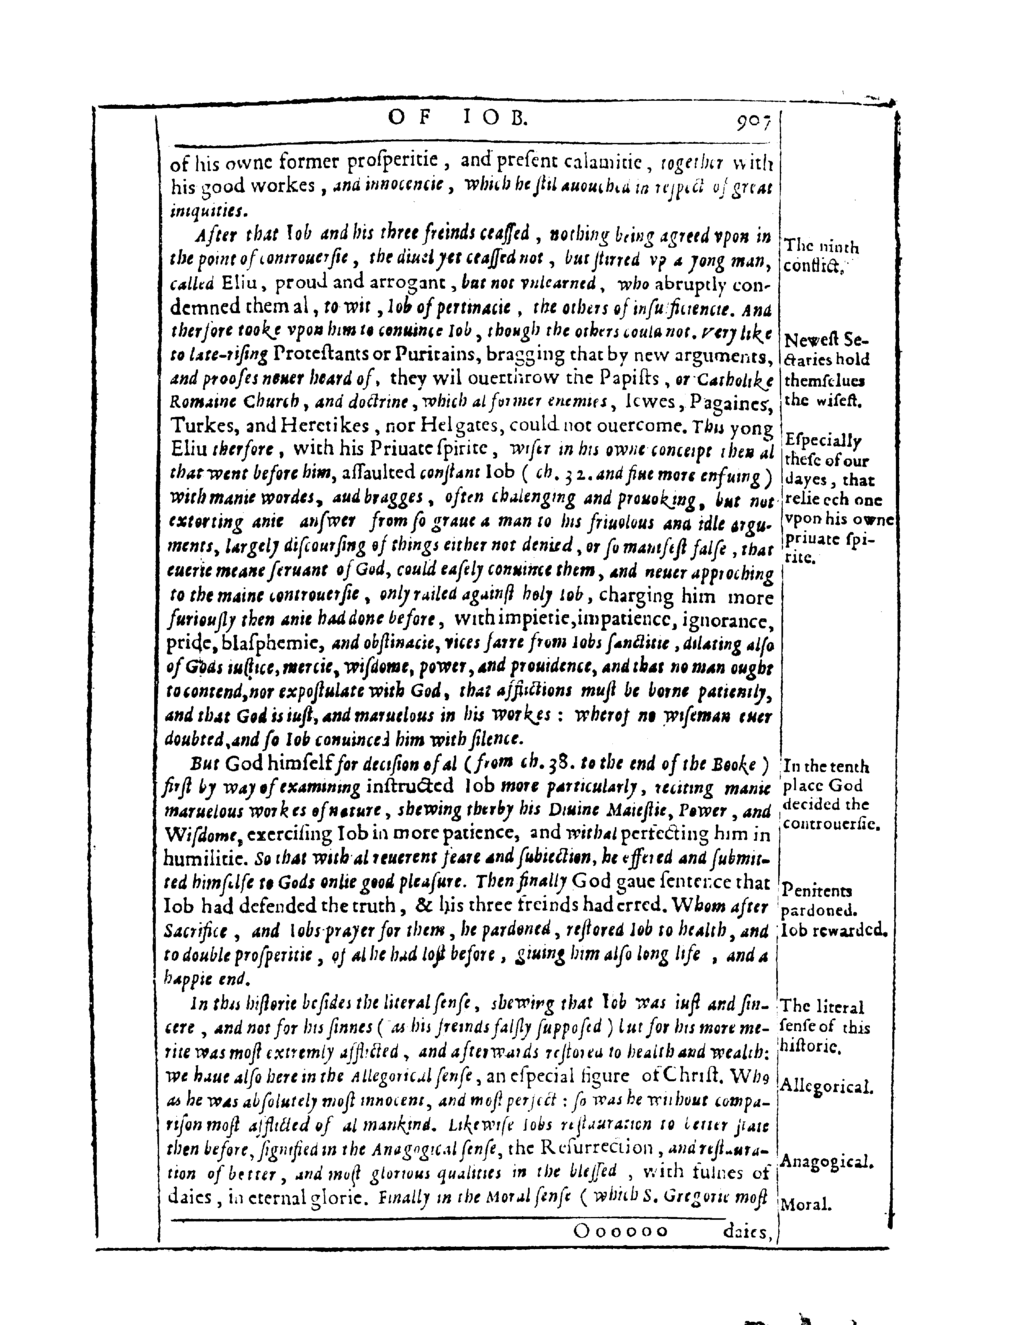 OF IOB. 907
of his owne former prosperitie, and present calamitie, together with
his good workes, and innocencie, which he stil auouched in respect of great
iniquities.
After that Iob and his three freinds ceassed, nothing being agreed vpon in
the point of controuersie, the diuel yet ceassed not, but stirred vp a yong man,
called Eliu, proud and arrogant, but not vnlearned, who abruptly con-
demned them al, to wit, Iob of pertinacie, the others of insufficiencie. And
therfore tooke vpon him to conuince Iob, though the others could not. Very like
to late-rising Protestants or Puritains, bragging that by new arguments,
and proofes neuer heard of, they wil ouerthrow the Papists, or Catholike
Romaine Church, and doctrine, which al former enemies, Iewes, Pagaines,
Turkes, and Heretikes, nor Hel gates, could not ouercome. This yong
Eliu therfore, with his Priuate spirite, wiser in his owne conceipt then al
that went before him, assaulted constant Iob (ch. 32. and fiue more ensuing)
with manie wordes, aud bragges, often chalenging and prouoking, but not
extorting anie answer from so graue a man to his friuolous and idle argu-
ments, largely discoursing of things either not denied, or so manifest false, that
euerie meane seruant of God, could easely conuince them, and neuer approching
to the maine controuersie, only railed against holy Iob, charging him more
furiously then anie had done before, with impietie, impatience, ignorance,
pride, blasphemie, and obstinacie, vices farre from Iobs sanctitie, dilating also
of Gods iustice, mercie, wisdome, power, and prouidence, and that no man ought
to contend, nor expostulate with God, that afflictions must be borne patiently,
and that God is iust, and maruelous in his workes: wherof no wiseman euer
doubted, and so Iob conuinced him with silence.
But God himself for decision of al (from ch. 38. to the end of the Booke)
first by way of examining instructed Iob more particularly, reciting manie
maruelous workes of nature, shewing therby his Diuine Maiestie, Power, and
Wisdome, exercising Iob in more patience, and withal perfecting him in
humilitie. So that with al reuerent feare and subiection, he offered and submit-
ted himselfe to Gods onlie good pleasure. Then finally God gaue sentence that
Iob had defended the truth, & his three freinds had erred. Whom after
Sacrifice, and Iobs prayer for them, he pardoned, restored Iob to health, and
to double prosperitie, of al he had lost before, giuing him also long life, and a
happie end.
In this historie besides the literal sense, shewing that Iob was iust and sin-
cere, and not for his sinnes (as his freinds falsly supposed) but for his more me-
rite was most extremly afflicted, and afterwards restored to health and wealth:
we haue also here in the Allegorical sense, an especial figure of Christ. Who
as he was absolutely most innocent, and most perfect: so was he without compa-
rison most afflicted of al mankind. Likewise Iobs restauration to better state
then before, signified in the Anagogical sense, the Resurrection, and restaura-
tion of better, and most glorious qualities in the blessed, with fulnes of
daies, in eternal glorie. Finally in the Moral sense (which S. Gregorie most
Oooooo daies,
The ninth
conflict.
Newest Se-
ctaries hold
themselues
the wisest.
Especially
these of our
dayes, that
relie ech one
vpon his owne
priuate spi-
rite.
In the tenth
place God
decided the
controuersie.
Penitents
pardoned.
Iob rewarded.
The literal
sense of this
historie.
Allegorical.
Anagogical.
Moral.